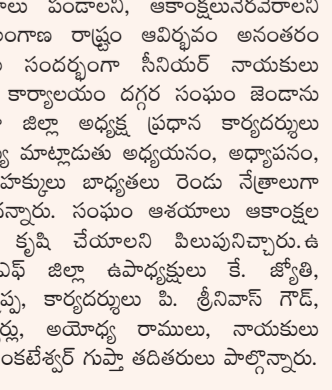 ాలు పండాలని, ఆకాంక్షలునెరవేరాలని
ంగాణ రాష్ట్రం ఆవిర్భవం అనంతరం
సందర్భంగా సీనియర్ నాయకులు
కార్యాలయం దగ్గర సంఘం జెండాను
జిల్లా అధ్యక్ష ప్రధాన కార్యదర్శులు
మాట్లాడుతు అధ్యయనం, అధ్యాపనం,
హక్కులు బాధ్యతలు రెండు నేత్రాలుగా
దన్నారు. సంఘం ఆశయాలు ఆకాంక్షల
కృషి చేయాలని పిలుపునిచ్చారు.ఉ
ఎఫ్ జిల్లా ఉపాధ్యక్షులు కే. జ్యోతి,
ప్ప, కార్యదర్శులు పి. శ్రీనివాస్ గౌడ్,
ర్లు, అయోధ్య రాములు, నాయకులు
ంకటేశ్వర్ గుప్తా తదితరులు పాల్గొన్నారు.